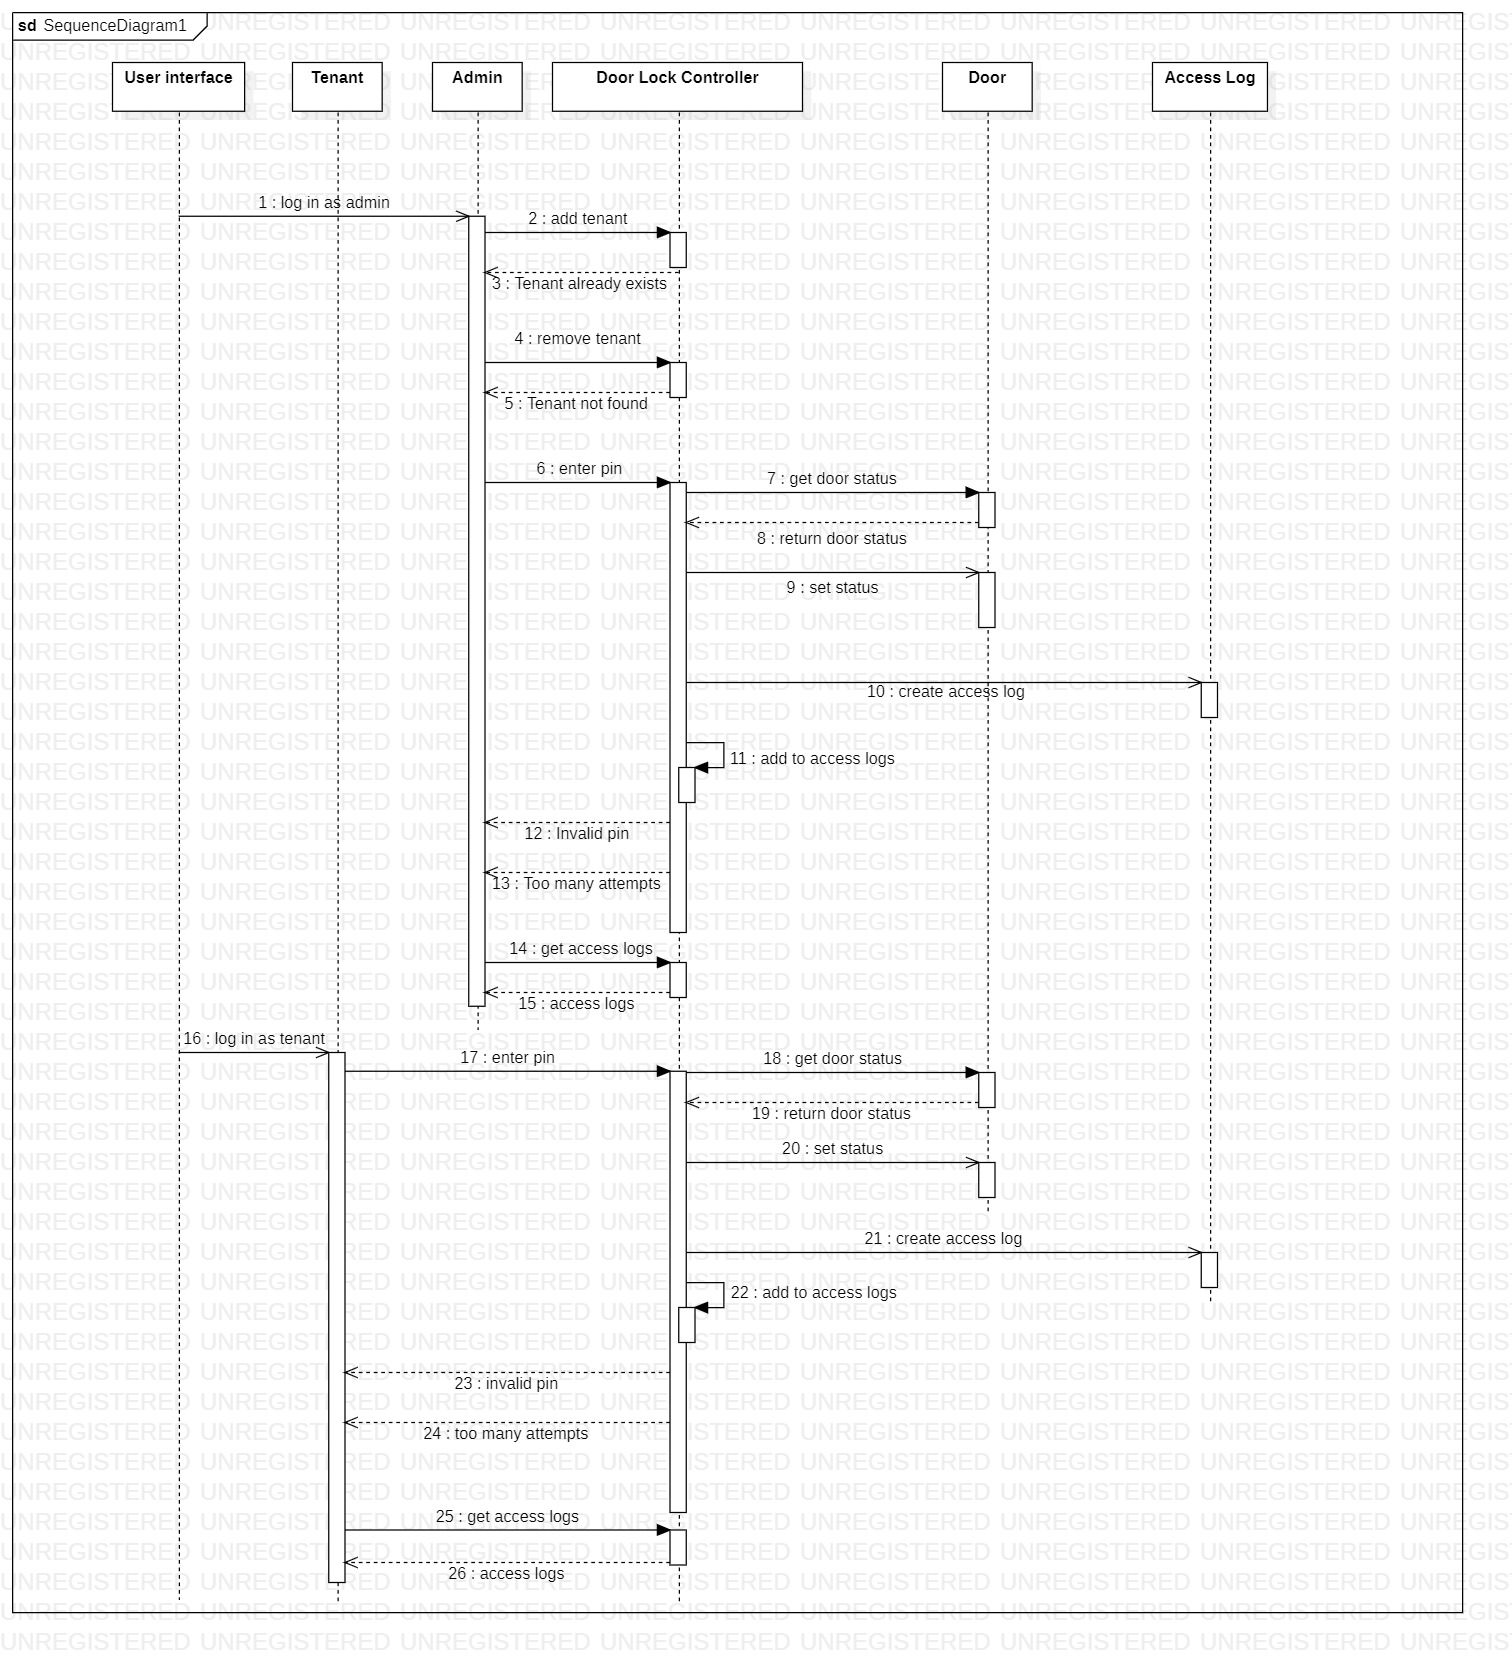 sd SequenceDiagram1
User interface
Tenant
Admin
Door Lock Controller
Door
Access Log
1 : log in as admin
2 : add tenant
3 : Tenant already exists
4 : remove tenant
5 : Tenant not found
6 : enter pin
7 : get door status
8 : return door status
9 : set status
10 : create access log
11 : add to access logs
12 : Invalid pin
13 : Too many attempts
14 : get access logs
15 : access logs
16 : log in as tenant
17 : enter pin
18 : get door status
19 : return door status
20 : set status
21 : create access log
22 : add to access logs
23 : invalid pin
24 : too many attempts
25 : get access logs
26 : access logs
UNREGISTERED UNREGISTERED UNREGISTERED UNREGISTERED UNREGISTERED UNREGISTERED UNREGISTERED UNREG